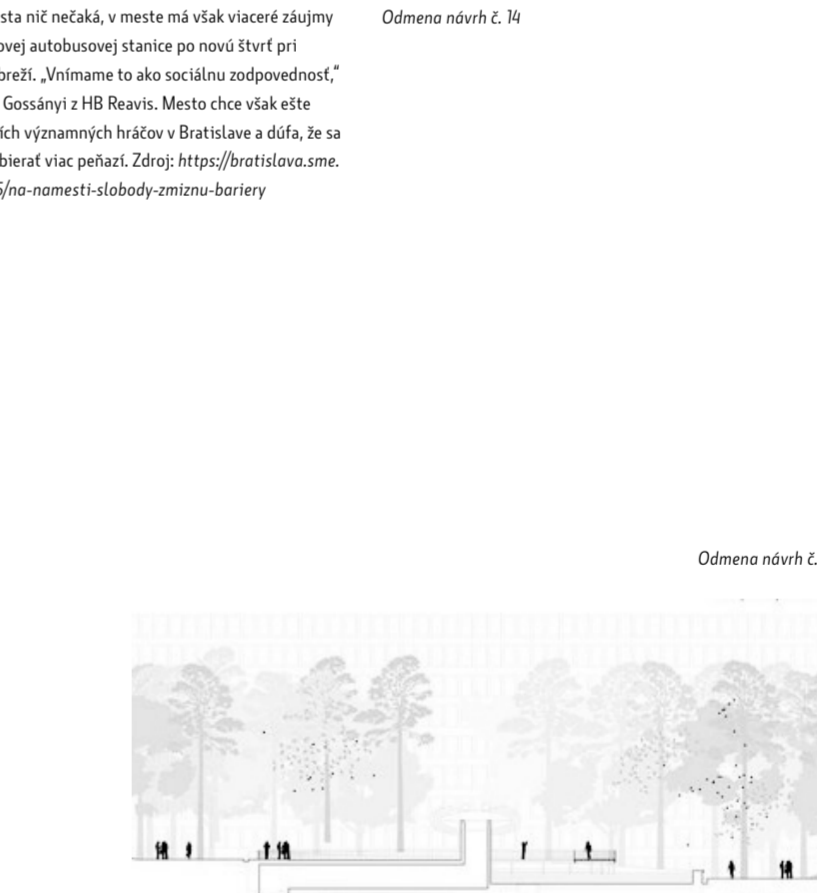 sta nič nečaká, v meste má však viaceré záujmy
ovej autobusovej stanice po novú štvrť pri
breží. „Vnímame to ako sociálnu zodpovednosť,“
Gossányi z HB Reavis. Mesto chce však ešte
ích významných hráčov v Bratislave a dúfa, že sa
bierať viac peňazí. Zdroj: https://bratislava.sme.
/na-namesti-slobody-zmiznu-bariery
Odmena návrh č. 14
Odmena návrh č.